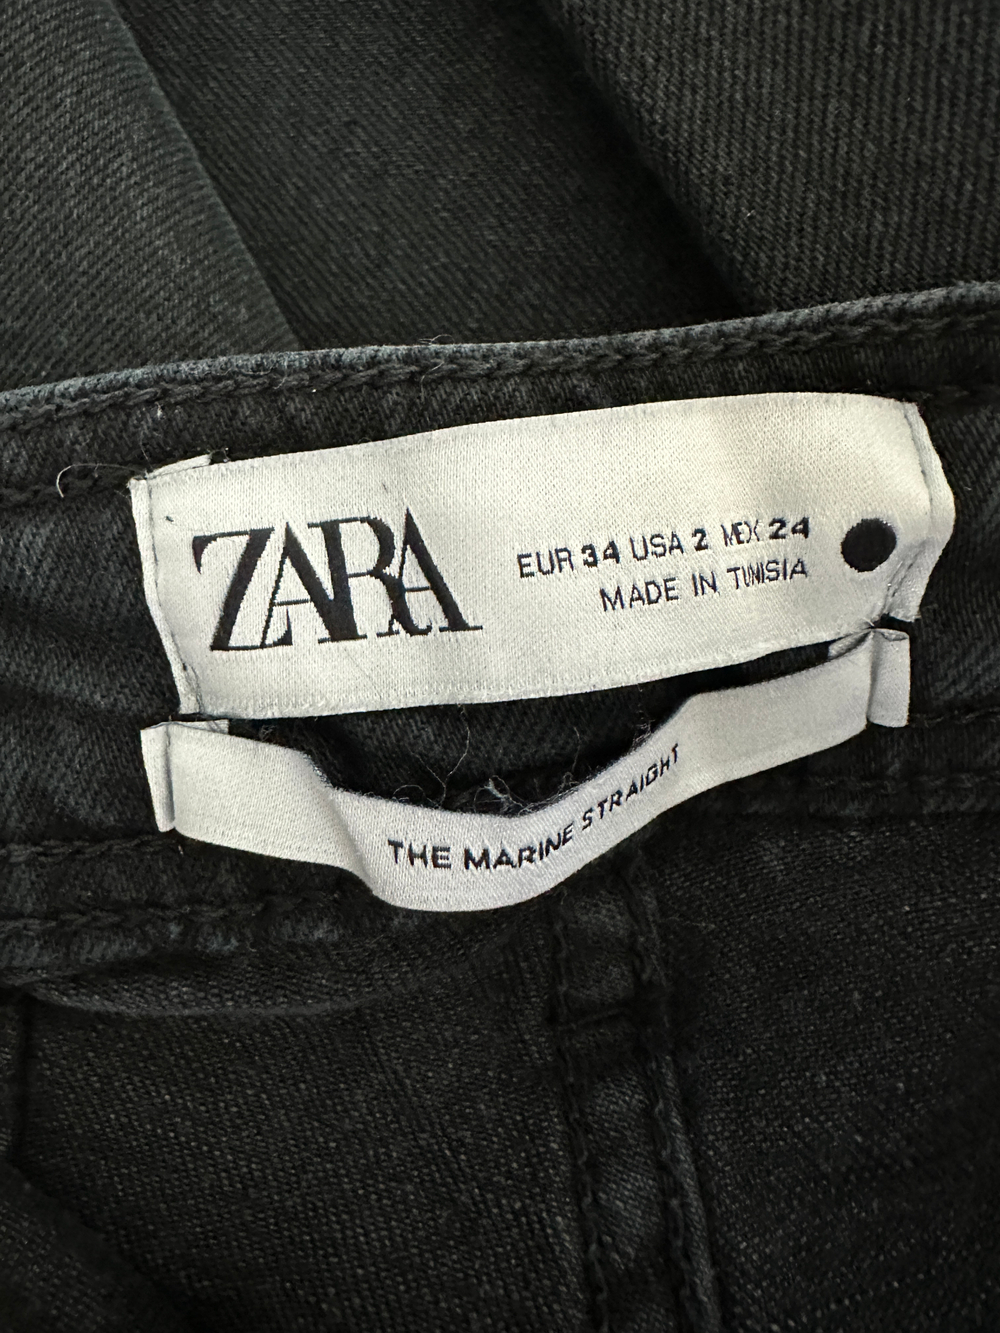 ZARA
EUR 34 USA 2 MEX 24
MADE IN TUNISIA
THE MARINE STRAIGHT